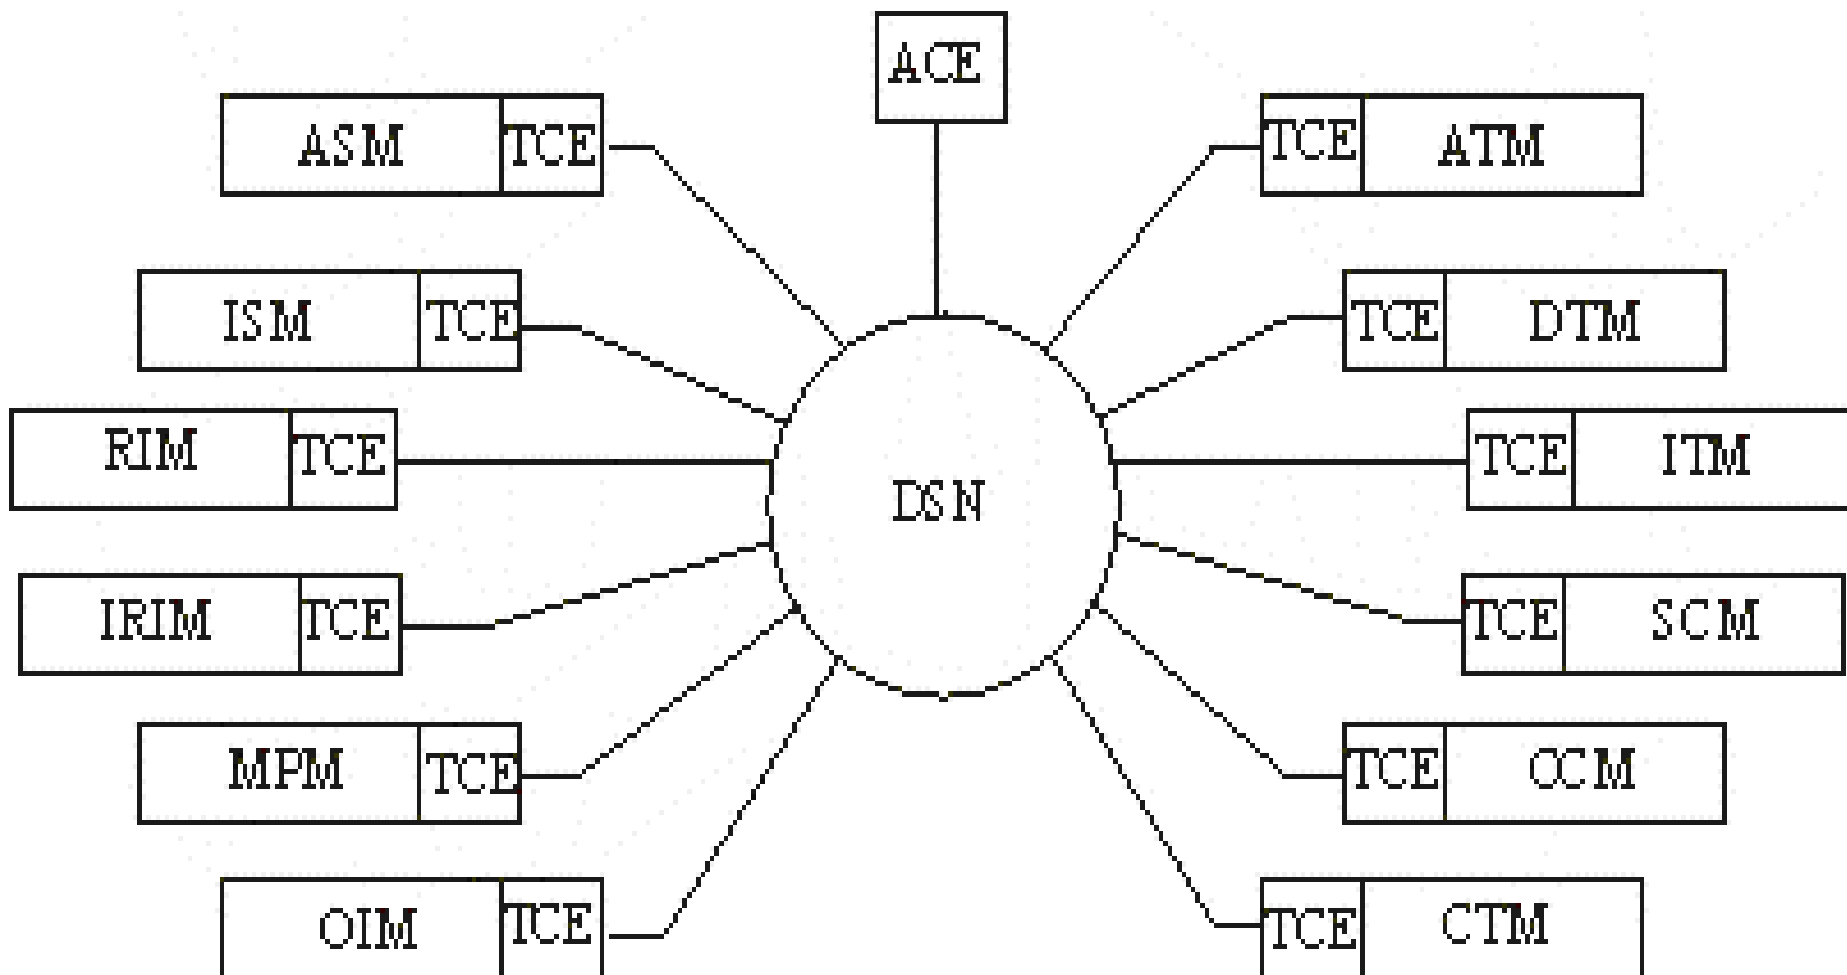 ACE
ASM TCE
TCE ATM
ISM TCE
TCE DTM
RIM TCE
TCE ITM
DSN
IRIM TCE
TCE SCM
MPM TCE
TCE CCM
OIM TCE
TCE CTM